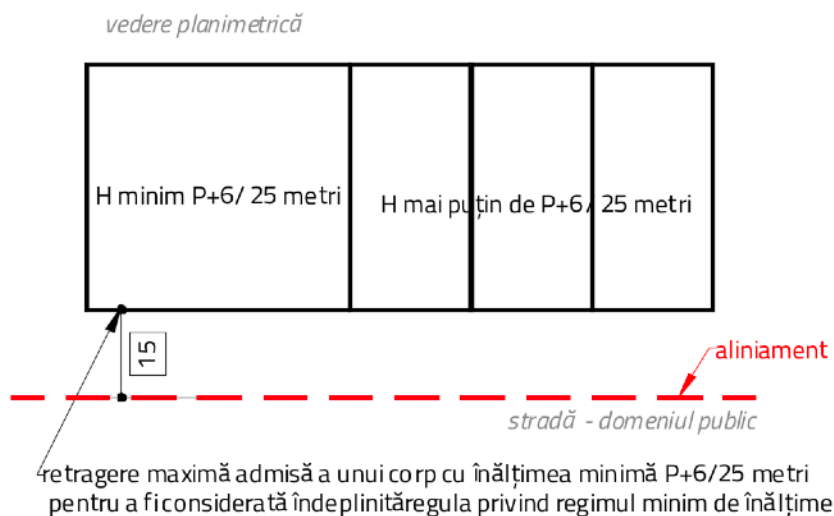 vedere planimetrică
H minim P+6/ 25 metri
H mai puțin de P+6/ 25 metri
15
aliniament
stradă - domeniul public
retragere maximă admisă a unui corp cu înălțimea minimă P+6/25 metri
pentru a fi considerată îndeplinită regula privind regimul minim de înălțime